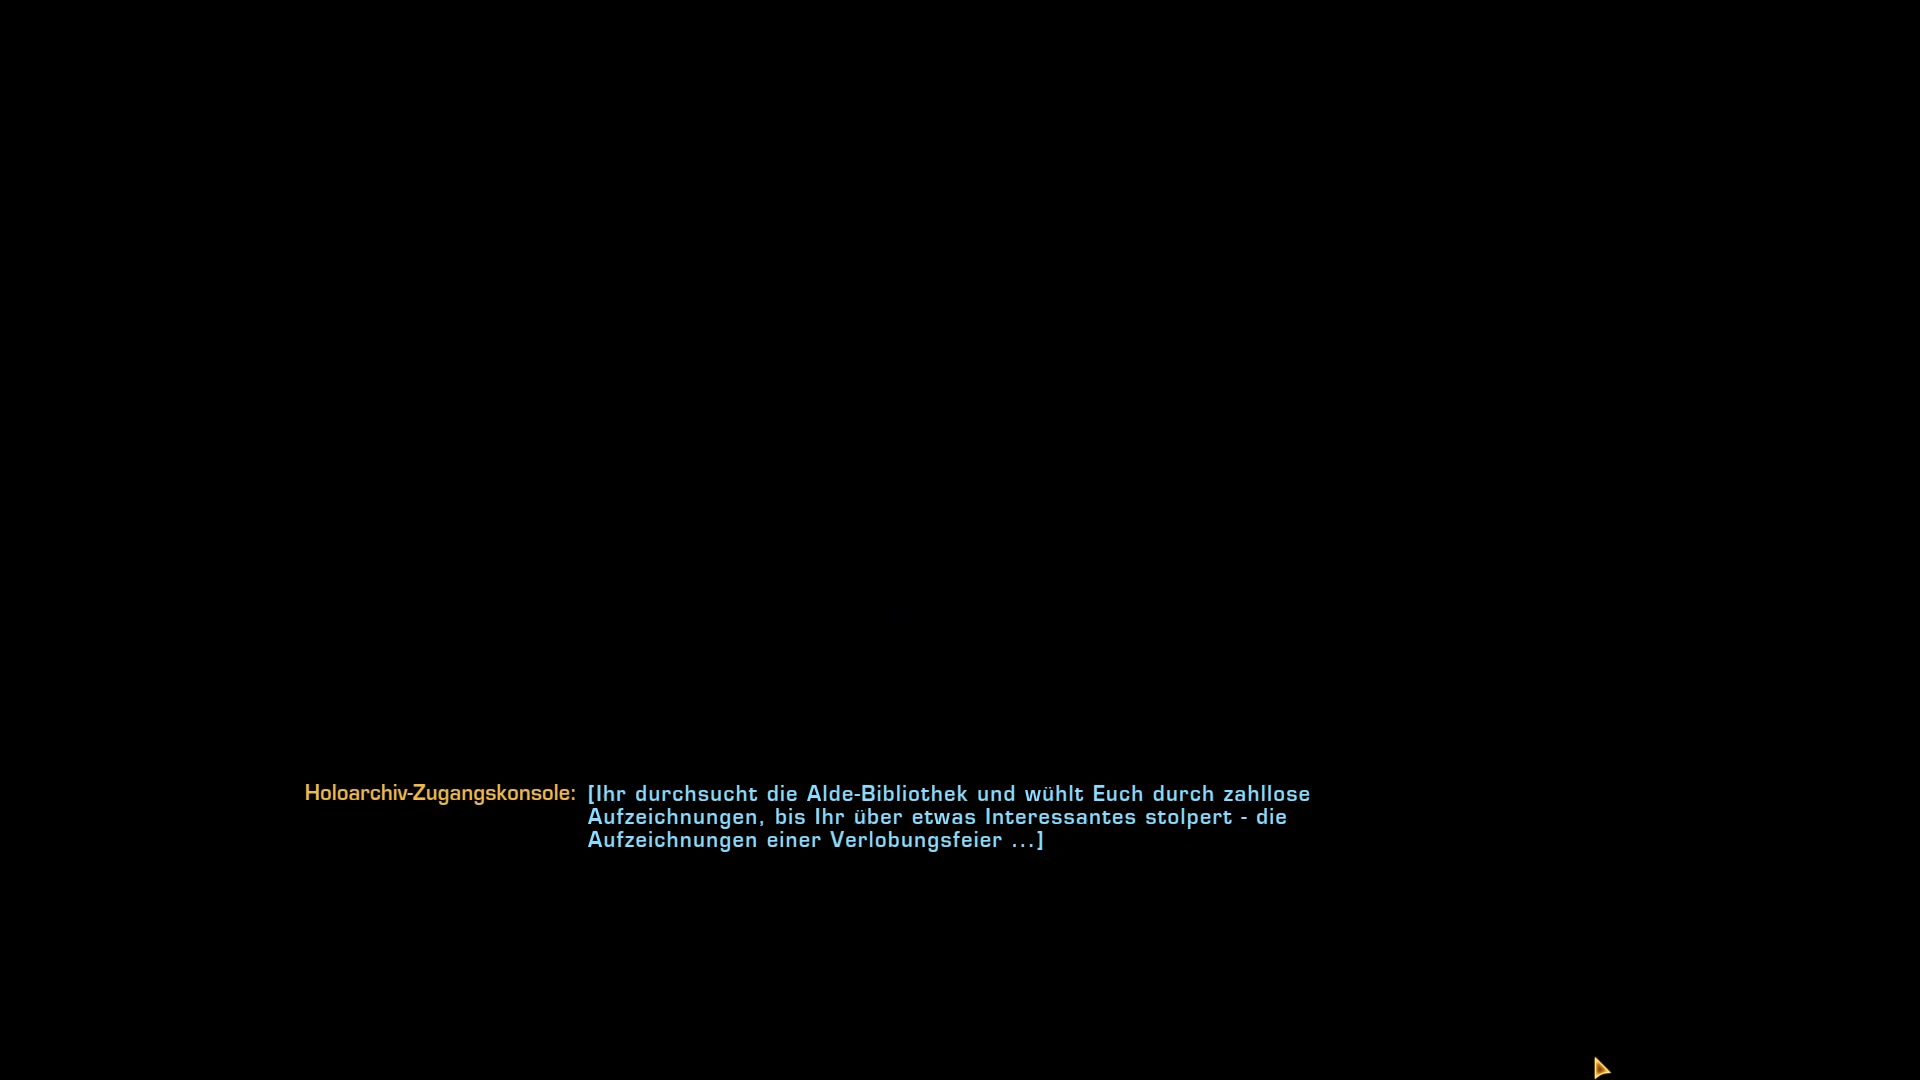 Holoarchiv-Zugangskonsole: [Ihr durchsucht die Alde-Bibliothek und wühlt Euch durch zahllose
Aufzeichnungen, bis Ihr über etwas Interessantes stolpert - die
Aufzeichnungen einer Verlobungsfeier ...]